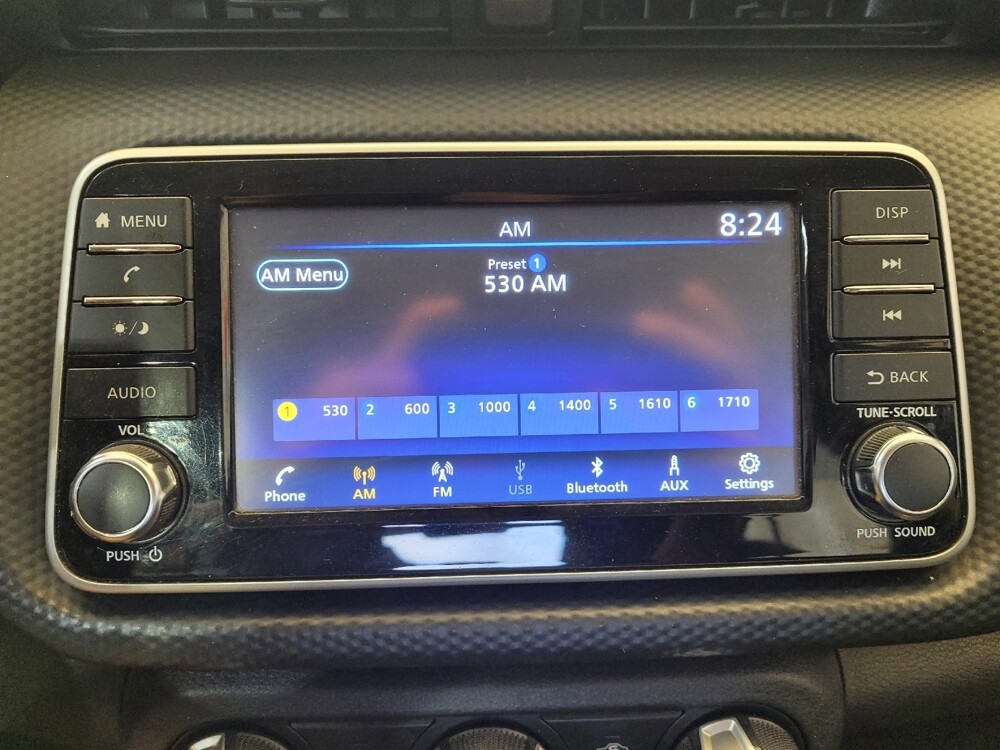 MENU
AUDIO
VOL
PUSH
AM
8:24
AM Menu
Preset 1
530 AM
1 530 2 600 3 1000 4 1400 5 1610 6 1710
Phone AM FM USB Bluetooth AUX Settings
DISP
BACK
TUNE·SCROLL
PUSH SOUND